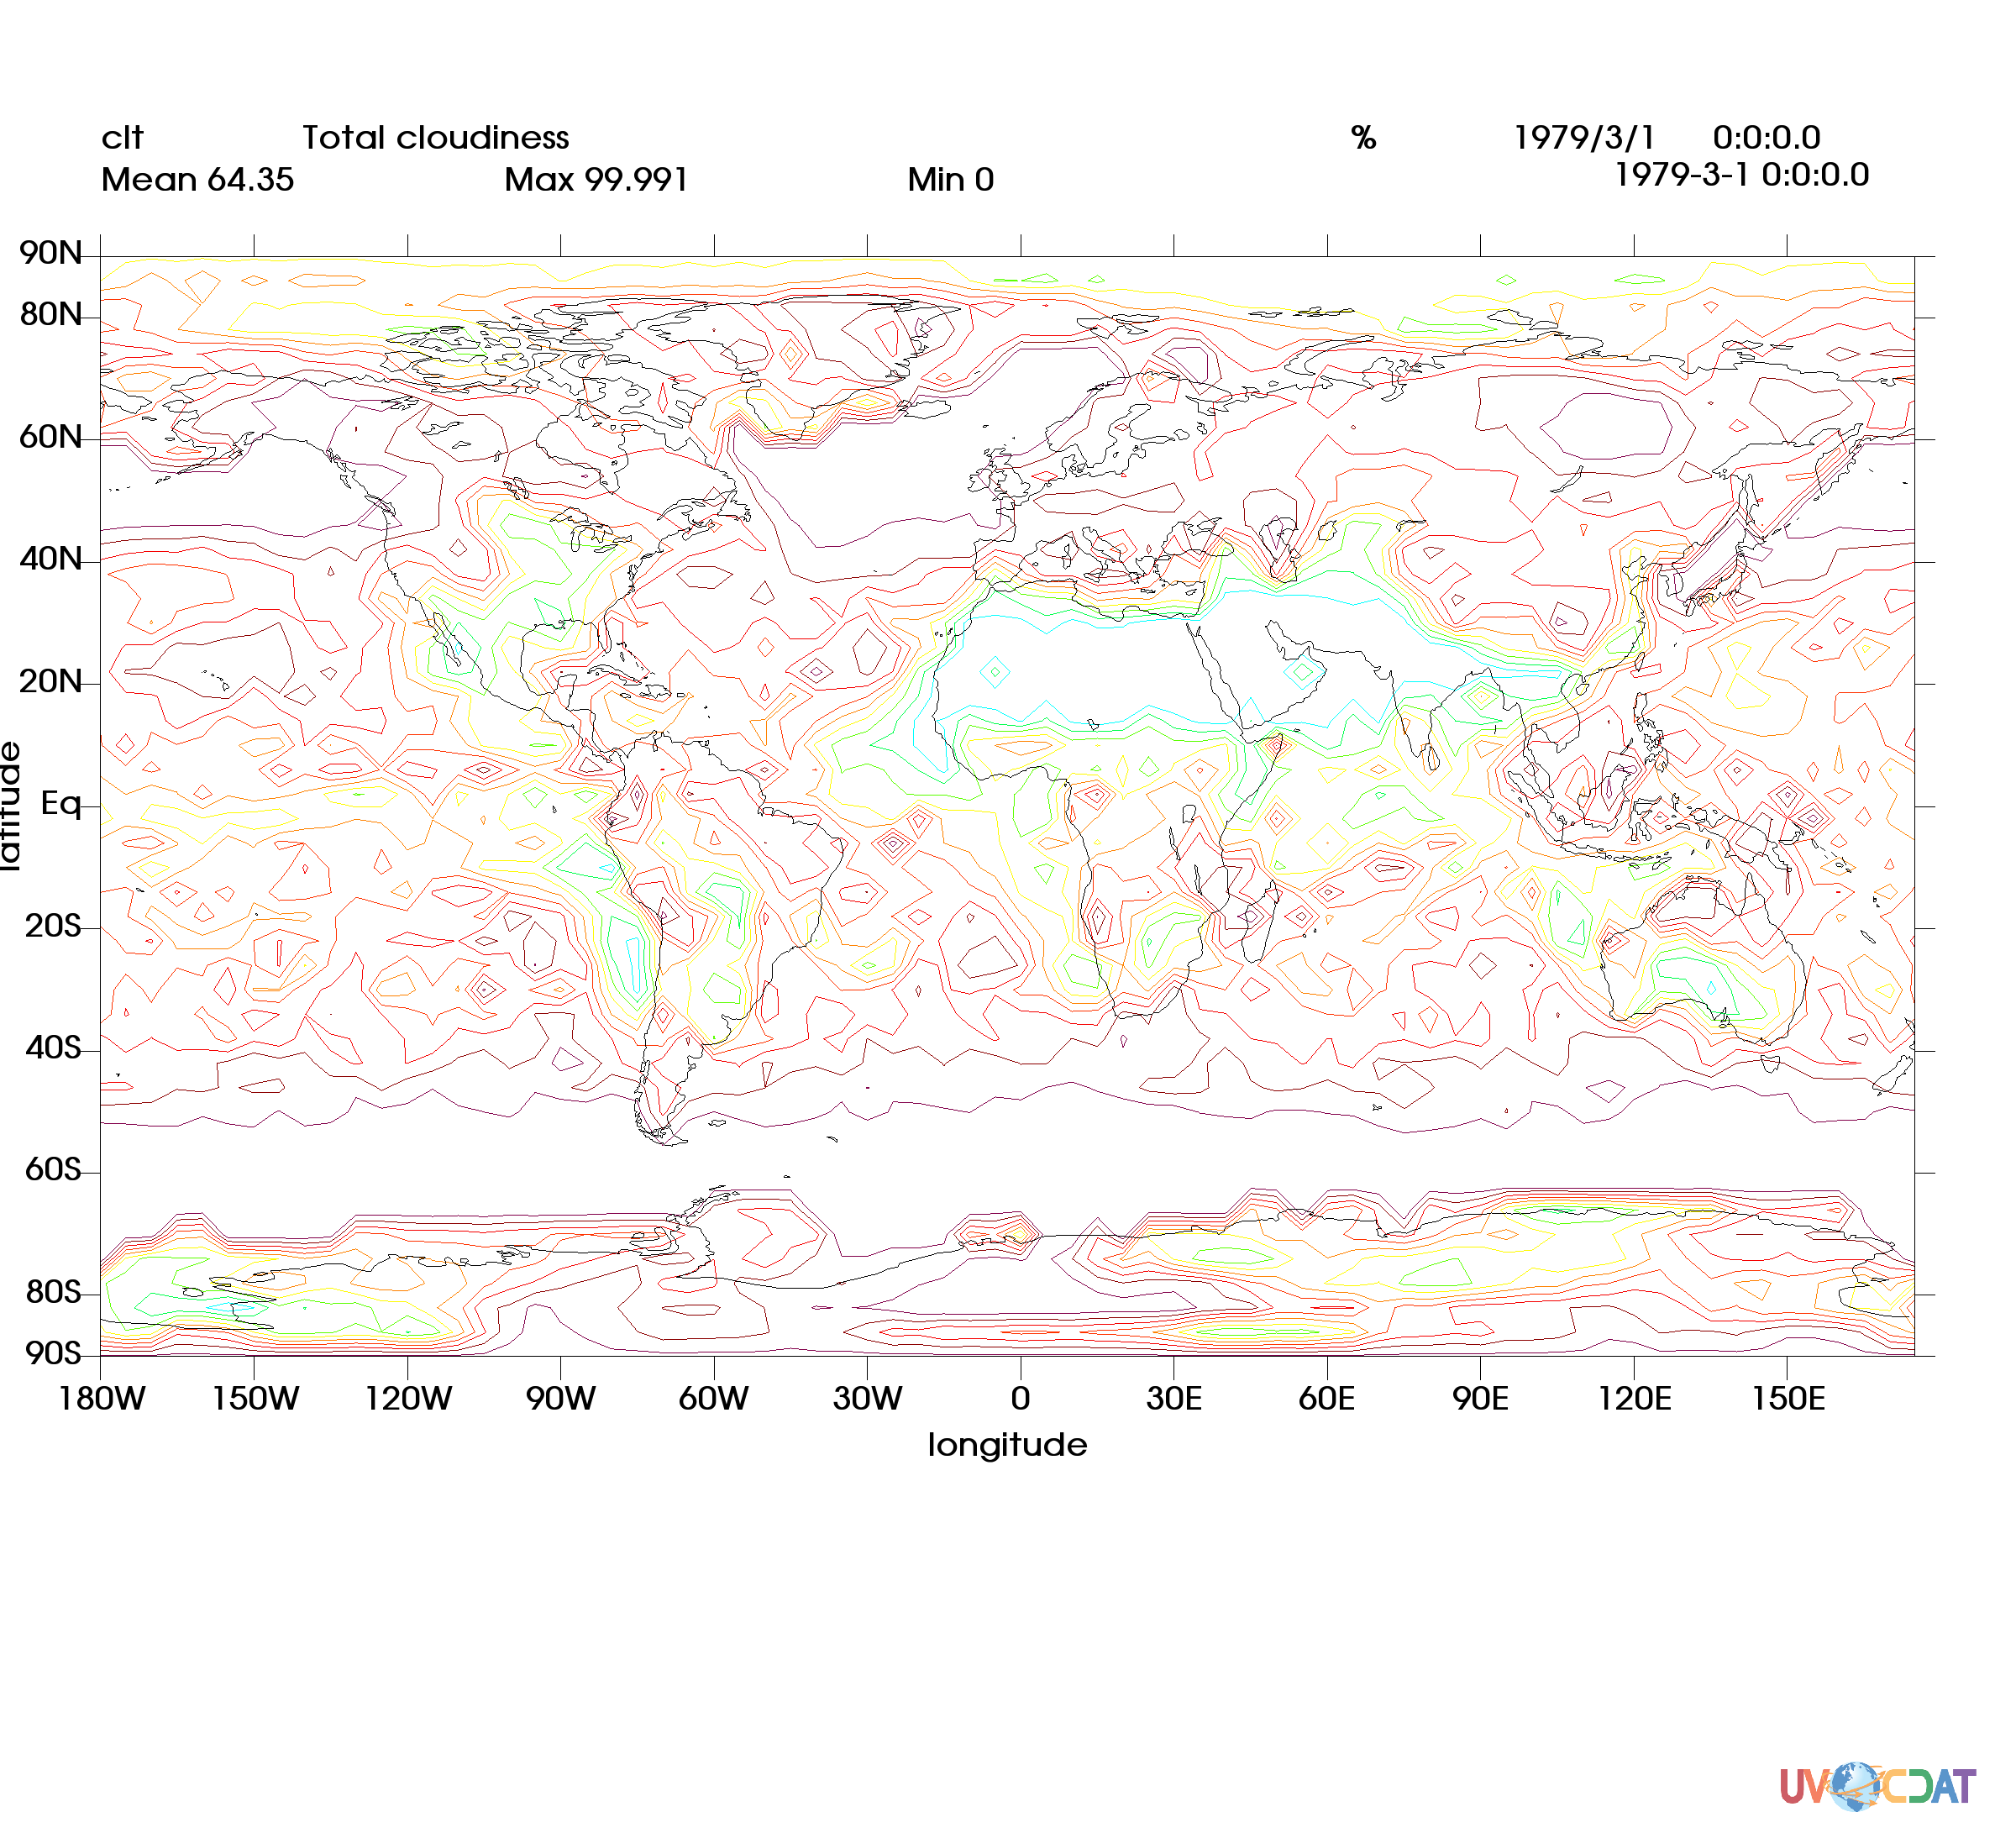 clt Total cloudiness % 1979/3/1 0:0:0.0
Mean 64.35 Max 99.991 Min 0 1979-3-1 0:0:0.0
90N
80N
60N
40N
20N
Eq
20S
40S
60S
80S
90S
latitude
180W 150W 120W 90W 60W 30W 0 30E 60E 90E 120E 150E
longitude
UV CDAT